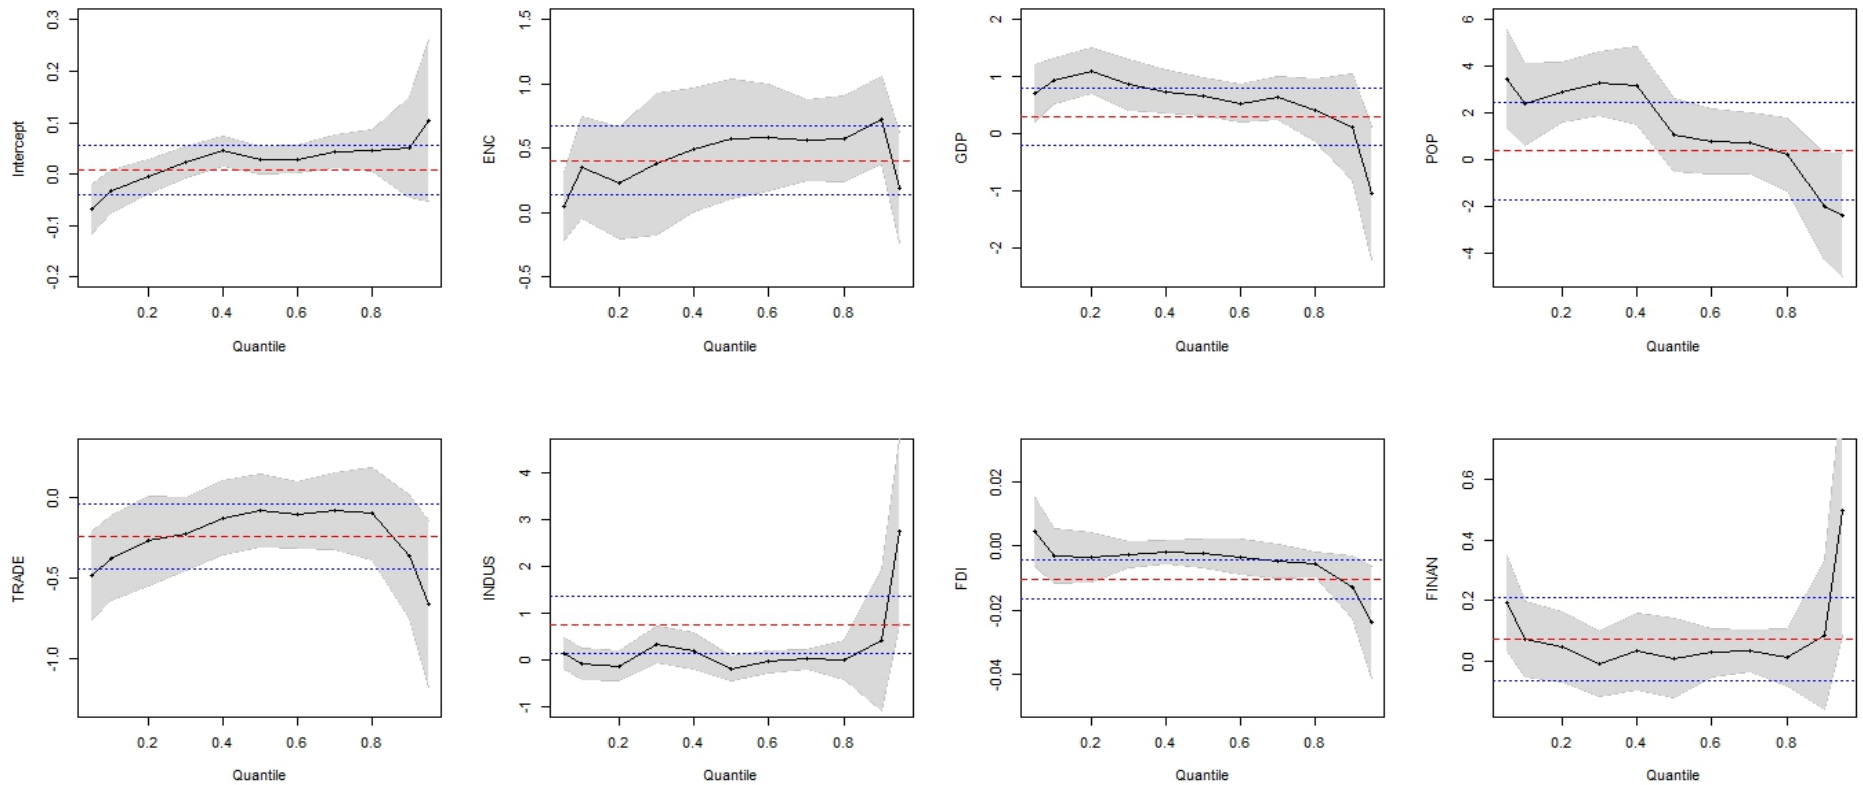 Intercept
-0.2 -0.1 0.0 0.1 0.2 0.3
0.2 0.4 0.6 0.8
Quantile
ENC
-0.5 0.0 0.5 1.0 1.5
0.2 0.4 0.6 0.8
Quantile
GDP
-2 -1 0 1 2
0.2 0.4 0.6 0.8
Quantile
POP
-4 -2 0 2 4 6
0.2 0.4 0.6 0.8
Quantile
TRADE
-1.0 -0.5 0.0
0.2 0.4 0.6 0.8
Quantile
INDUS
-1 0 1 2 3 4
0.2 0.4 0.6 0.8
Quantile
FDI
-0.04 -0.02 0.00 0.02
0.2 0.4 0.6 0.8
Quantile
FINAN
0.0 0.2 0.4 0.6
0.2 0.4 0.6 0.8
Quantile